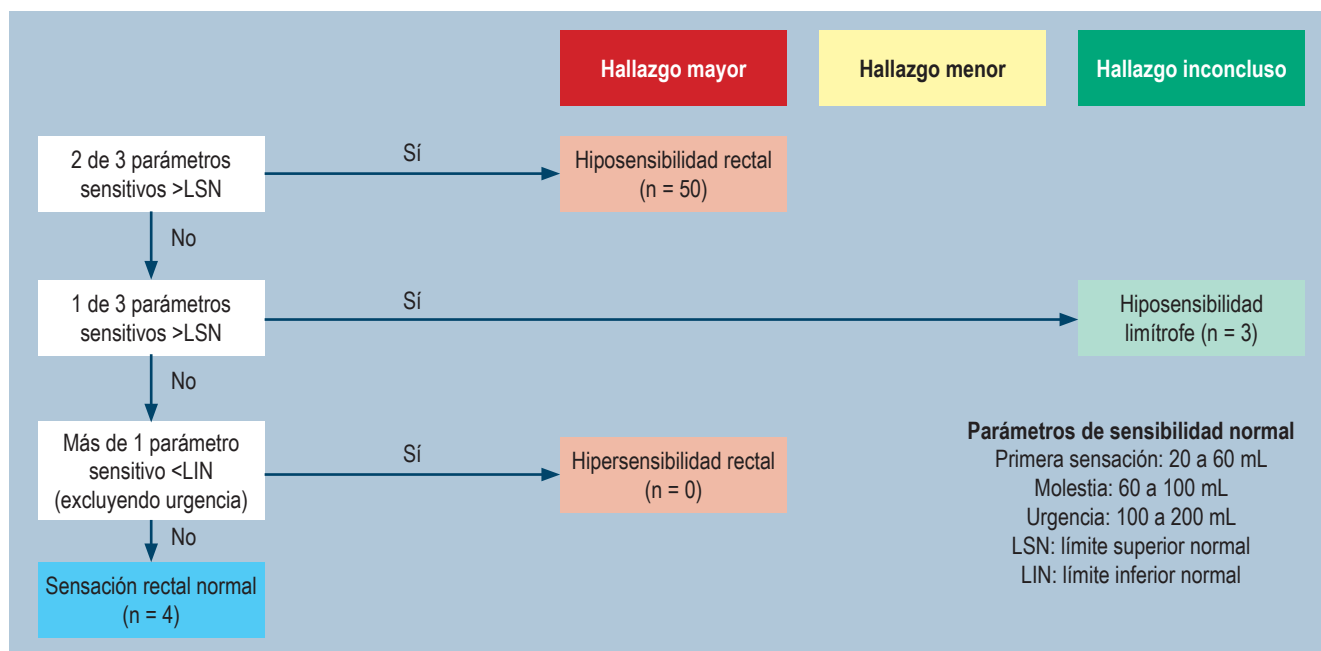 Hallazgo mayor
Hallazgo menor
Hallazgo inconcluso
2 de 3 parámetros
sensitivos >LSN
Sí
Hiposensibilidad rectal
(n = 50)
No
1 de 3 parámetros
sensitivos >LSN
Sí
Hiposensibilidad
limítrofe (n = 3)
No
Más de 1 parámetro
sensitivo <LIN
(excluyendo urgencia)
Sí
Hipersensibilidad rectal
(n = 0)
No
Sensación rectal normal
(n = 4)
Parámetros de sensibilidad normal
Primera sensación: 20 a 60 mL
Molestia: 60 a 100 mL
Urgencia: 100 a 200 mL
LSN: límite superior normal
LIN: límite inferior normal